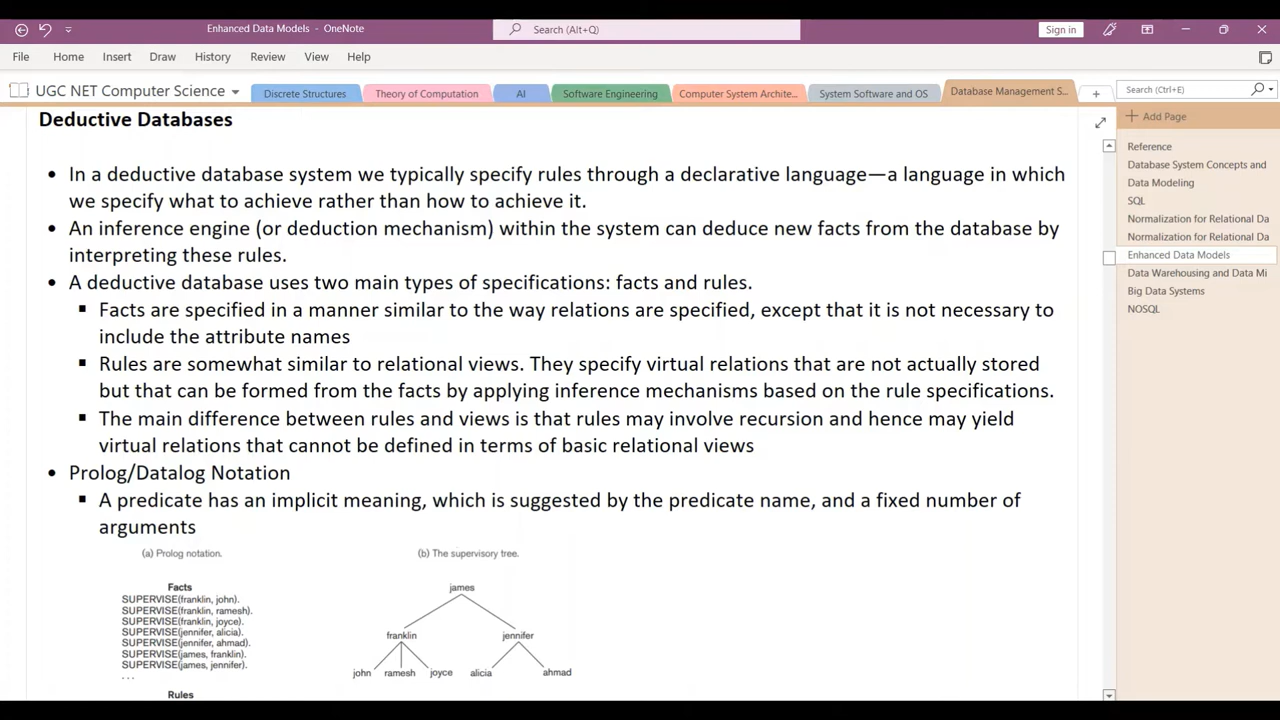 Enhanced Data Models - OneNote
Search (Alt+Q)
Sign in
File Home Insert Draw History Review View Help
UGC NET Computer Science
Discrete Structures
Theory of Computation
AI
Software Engineering
Computer System Archite...
System Software and OS
Database Management S...
Search (Ctrl+E)
Deductive Databases
• In a deductive database system we typically specify rules through a declarative language—a language in which
we specify what to achieve rather than how to achieve it.
• An inference engine (or deduction mechanism) within the system can deduce new facts from the database by
interpreting these rules.
• A deductive database uses two main types of specifications: facts and rules.
▪ Facts are specified in a manner similar to the way relations are specified, except that it is not necessary to
include the attribute names
▪ Rules are somewhat similar to relational views. They specify virtual relations that are not actually stored
but that can be formed from the facts by applying inference mechanisms based on the rule specifications.
▪ The main difference between rules and views is that rules may involve recursion and hence may yield
virtual relations that cannot be defined in terms of basic relational views
• Prolog/Datalog Notation
▪ A predicate has an implicit meaning, which is suggested by the predicate name, and a fixed number of
arguments
(a) Prolog notation.
Facts
SUPERVISE(franklin, john).
SUPERVISE(franklin, ramesh).
SUPERVISE(franklin, joyce).
SUPERVISE(jennifer, alicia).
SUPERVISE(jennifer, ahmad).
SUPERVISE(james, franklin).
SUPERVISE(james, jennifer).
. . .
Rules
(b) The supervisory tree.
james
franklin jennifer
john ramesh joyce alicia ahmad
Add Page
Reference
Database System Concepts and
Data Modeling
SQL
Normalization for Relational Da
Normalization for Relational Da
Enhanced Data Models
Data Warehousing and Data Mi
Big Data Systems
NOSQL